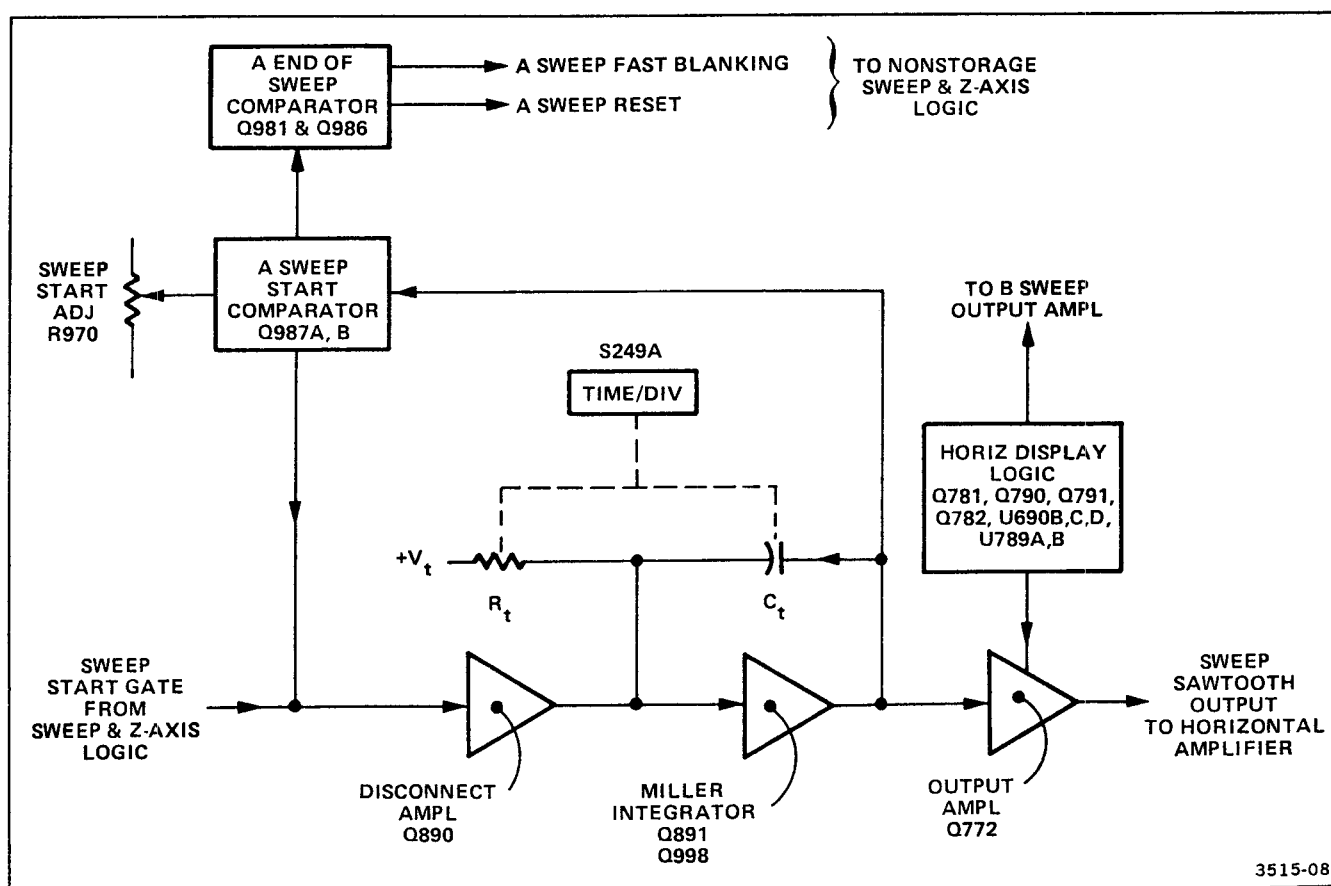 A END OF
SWEEP
COMPARATOR
Q981 & Q986
A SWEEP FAST BLANKING
A SWEEP RESET
TO NONSTORAGE
SWEEP & Z-AXIS
LOGIC
SWEEP
START
ADJ
R970
A SWEEP
START
COMPARATOR
Q987A, B
TO B SWEEP
OUTPUT AMPL
S249A
TIME/DIV
HORIZ DISPLAY
LOGIC
Q781, Q790, Q791,
Q782, U690B,C,D,
U789A,B
+Vt
Rt
Ct
SWEEP
START GATE
FROM
SWEEP & Z-AXIS
LOGIC
SWEEP
SAWTOOTH
OUTPUT
TO HORIZONTAL
AMPLIFIER
DISCONNECT
AMPL
Q890
MILLER
INTEGRATOR
Q891
Q998
OUTPUT
AMPL
Q772
3515-08